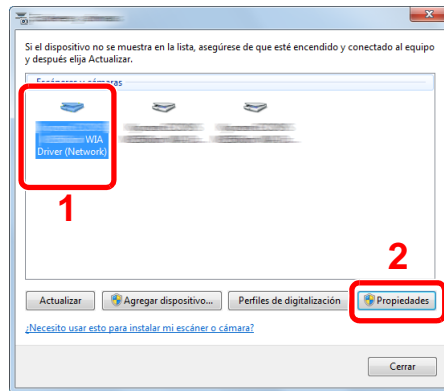 Si el dispositivo no se muestra en la lista, asegúrese de que esté encendido y conectado al equipo
y después elija Actualizar.
Escáneres y cámaras
WIA
Driver (Network)
1
2
Actualizar Agregar dispositivo... Perfiles de digitalización Propiedades
¿Necesito usar esto para instalar mi escáner o cámara?
Cerrar